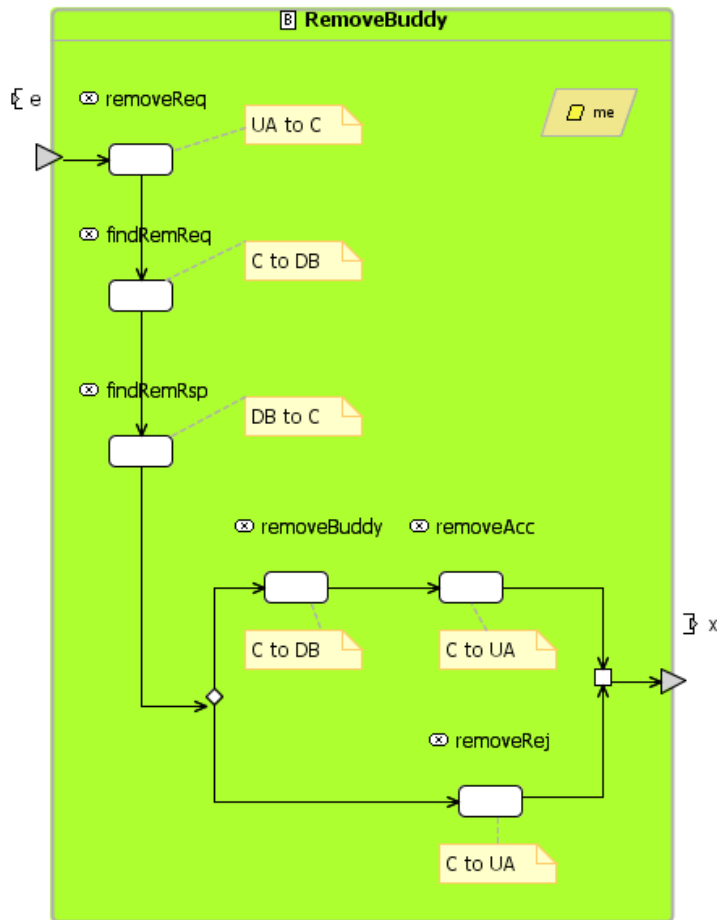 B RemoveBuddy
e
removeReq
UA to C
me
findRemReq
C to DB
findRemRsp
DB to C
removeBuddy
removeAcc
C to DB
C to UA
x
removeRej
C to UA